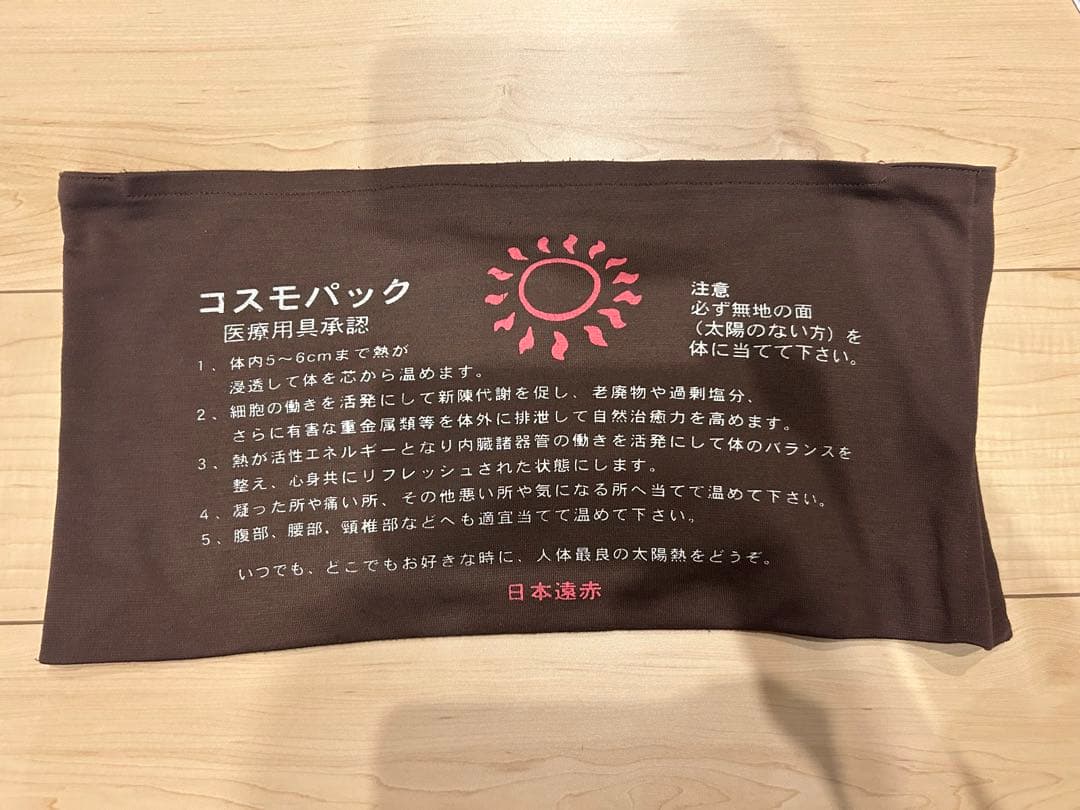 コスモパック
医療用具承認
注意
必ず無地の面
（太陽のない方）を
体に当てて下さい。
1、体内5～6cmまで熱が
浸透して体を芯から温めます。
2、細胞の働きを活発にして新陳代謝を促し、老廃物や過剰塩分、
さらに有害な重金属類等を体外に排泄して自然治癒力を高めます。
3、熱が活性エネルギーとなり内臓諸器管の働きを活発にして体のバランスを
整え、心身共にリフレッシュされた状態にします。
4、凝った所や痛い所、その他悪い所や気になる所へ当てて温めて下さい。
5、腹部、腰部、頸椎部などへも適宜当てて温めて下さい。
いつでも、どこでもお好きな時に、人体最良の太陽熱をどうぞ。
日本遠赤